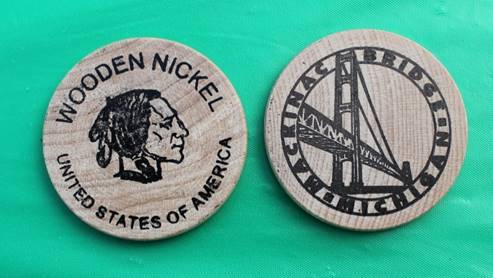 WOODEN NICKEL
UNITED STATES OF AMERICA
MACKINAC BRIDGE
MICHIGAN